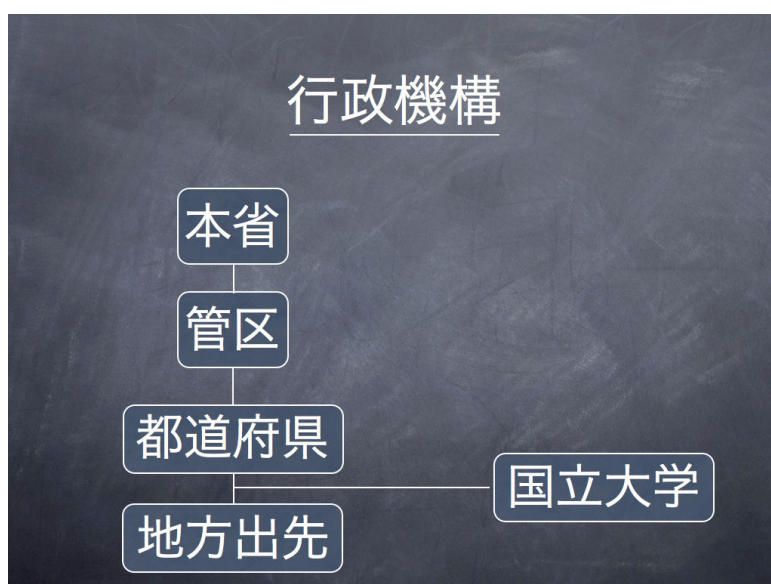 行政機構
本省
管区
都道府県
国立大学
地方出先